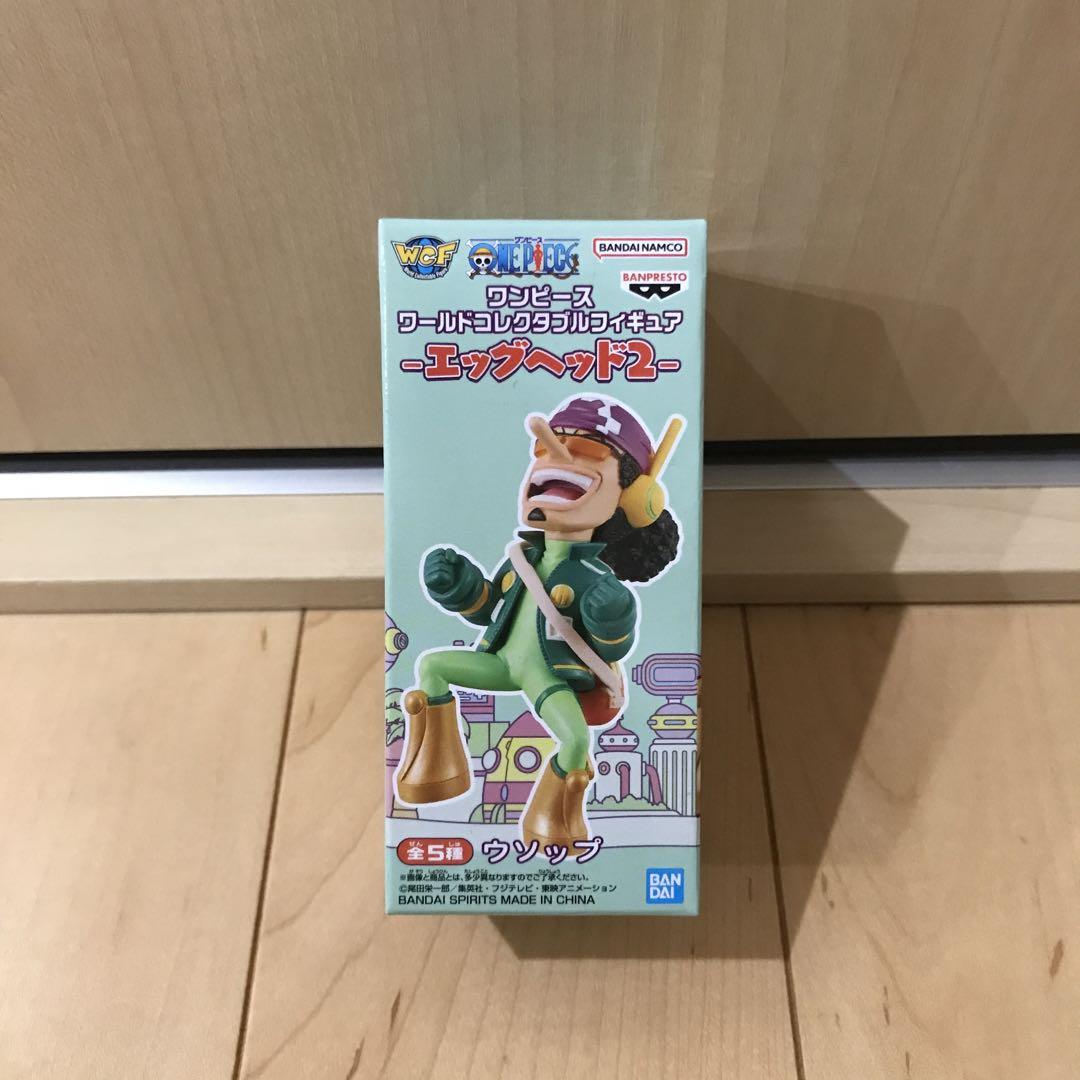 WCF
ワンピース
ONE PIECE
BANDAI NAMCO
BANPRESTO
ワンピース
ワールドコレクタブルフィギュア
-エッグヘッド2-
全5種 ウソップ
※画像と商品とは、多少異なりますのでご了承ください。
©尾田栄一郎／集英社・フジテレビ・東映アニメーション
BANDAI SPIRITS MADE IN CHINA
BAN
DAI